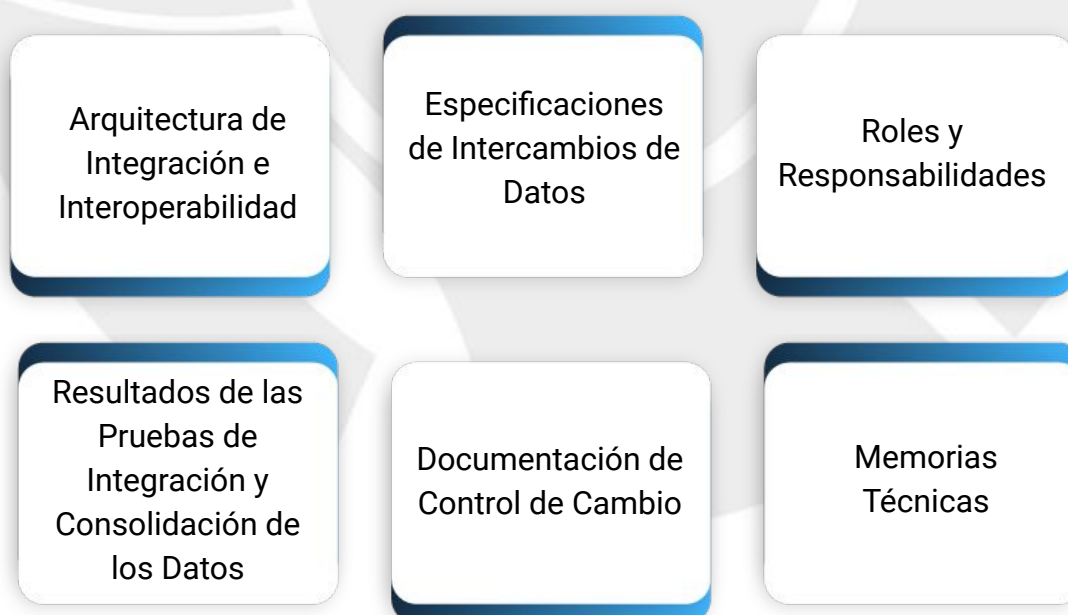 Arquitectura de
Integración e
Interoperabilidad
Especificaciones
de Intercambios de
Datos
Roles y
Responsabilidades
Resultados de las
Pruebas de
Integración y
Consolidación de
los Datos
Documentación de
Control de Cambio
Memorias
Técnicas